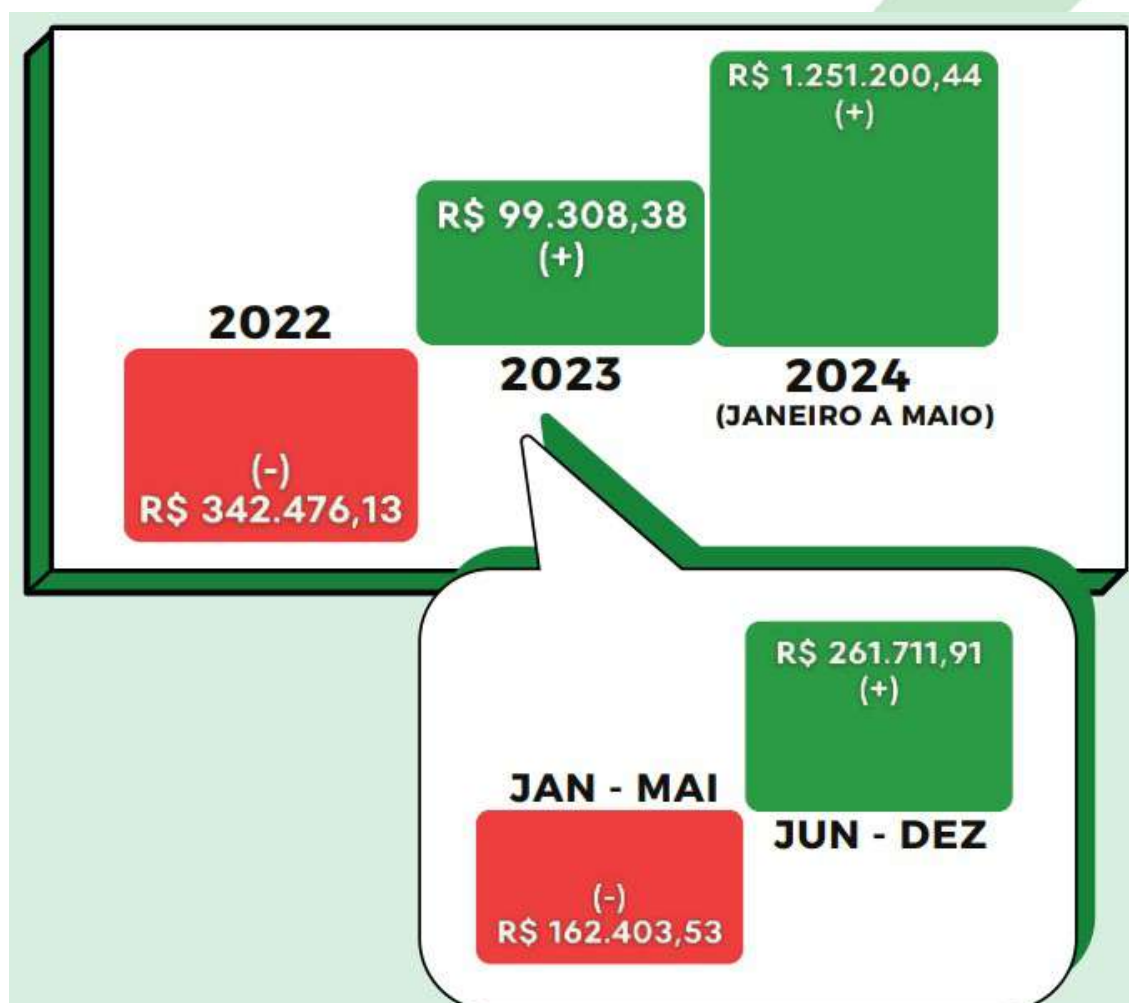 R$ 1.251.200,44
(+)
R$ 99.308,38
(+)
2022
2023
2024
(JANEIRO A MAIO)
(-)
R$ 342.476,13
R$ 261.711,91
(+)
JAN - MAI
JUN - DEZ
(-)
R$ 162.403,53